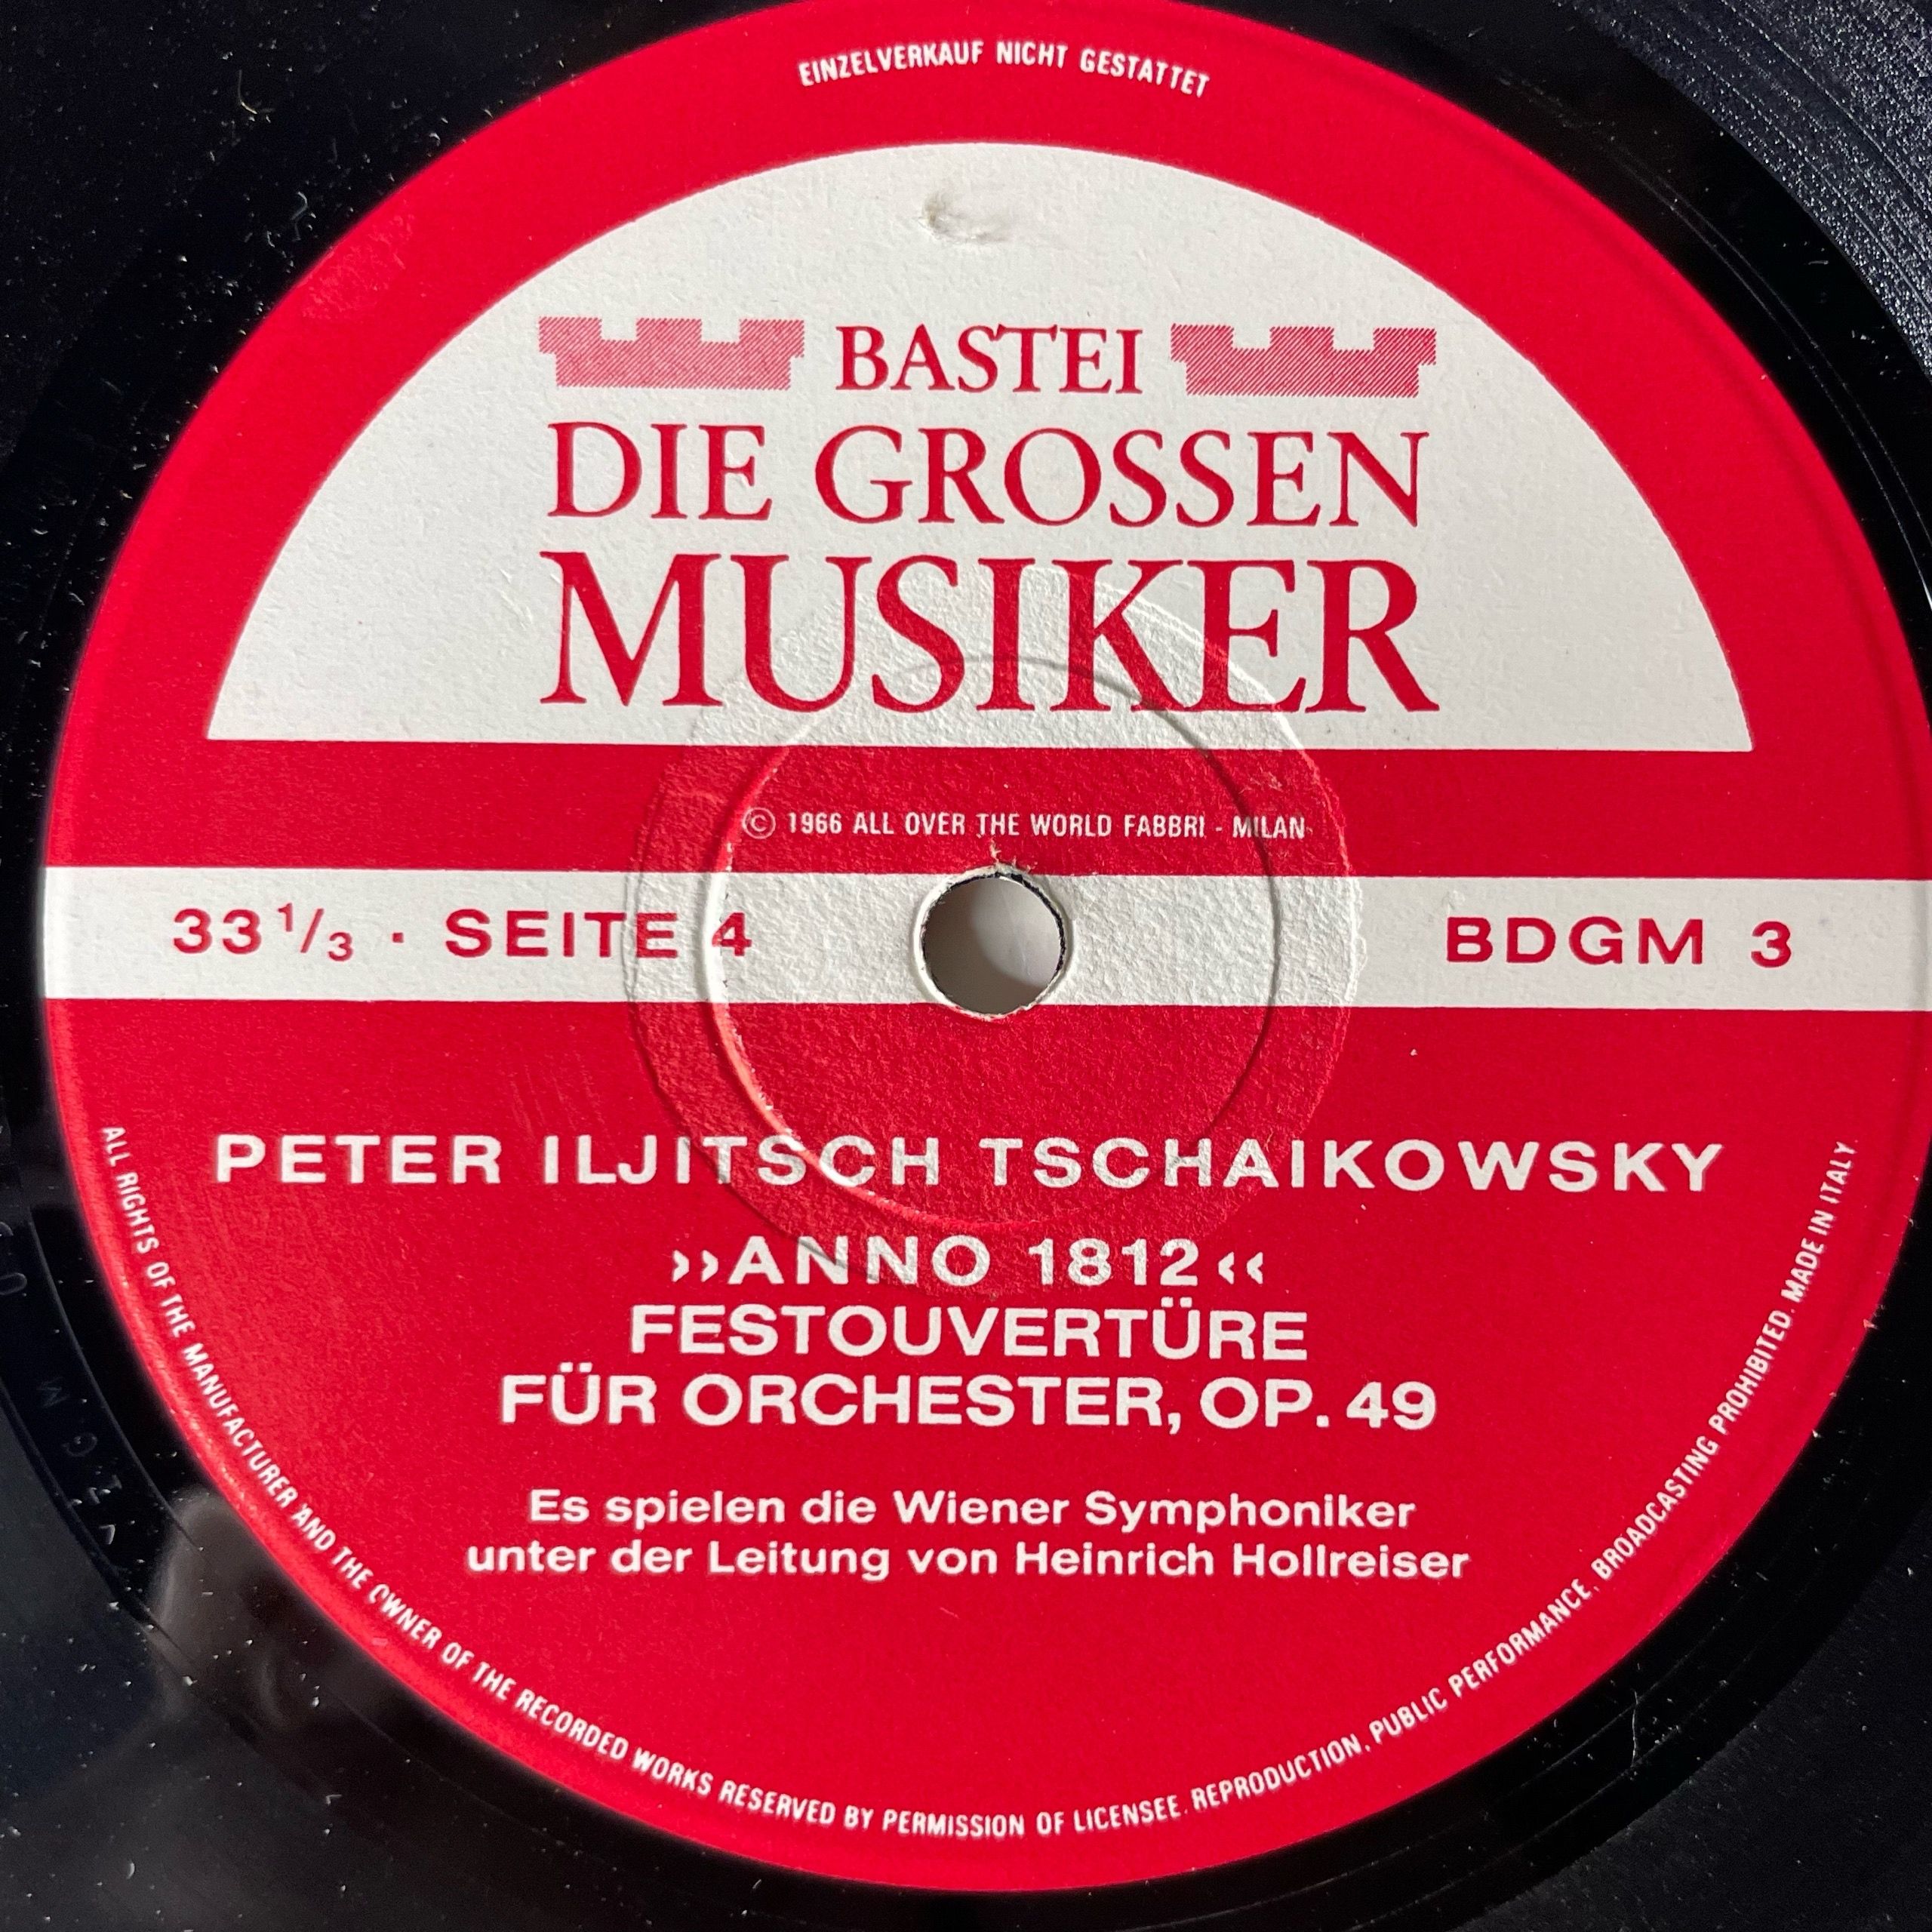 EINZELVERKAUF NICHT GESTATTET
BASTEI
DIE GROSSEN
MUSIKER
© 1966 ALL OVER THE WORLD FABBRI - MILAN
33 1/3 · SEITE 4
BDGM 3
PETER ILJITSCH TSCHAIKOWSKY
»ANNO 1812«
FESTOUVERTÜRE
FÜR ORCHESTER, OP. 49
Es spielen die Wiener Symphoniker
unter der Leitung von Heinrich Hollreiser
ALL RIGHTS OF THE MANUFACTURER AND THE OWNER OF THE RECORDED WORKS RESERVED BY PERMISSION OF LICENSEE. REPRODUCTION, PUBLIC PERFORMANCE, BROADCASTING PROHIBITED. MADE IN ITALY.